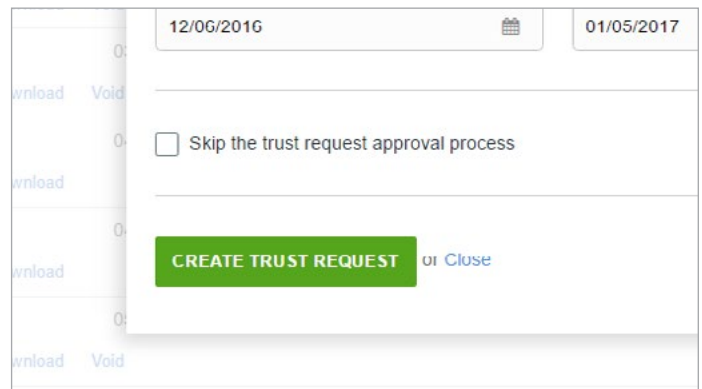 12/06/2016 01/05/2017
wnload Void
Skip the trust request approval process
wnload
CREATE TRUST REQUEST or Close
wnload
wnload Void